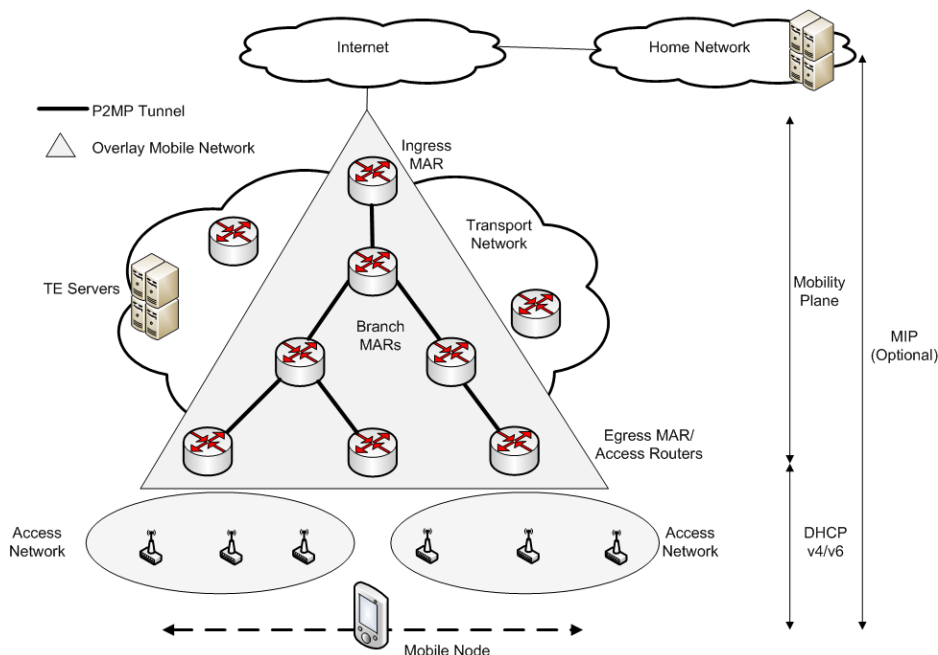 Internet
Home Network
P2MP Tunnel
Overlay Mobile Network
Ingress
MAR
Transport
Network
TE Servers
Mobility
Plane
Branch
MARs
MIP
(Optional)
Egress MAR/
Access Routers
Access
Network
Access
Network
DHCP
v4/v6
Mobile Node